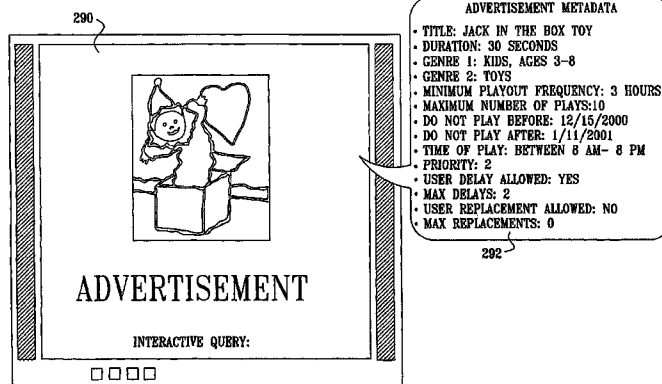 290
ADVERTISEMENT
INTERACTIVE QUERY:
ADVERTISEMENT METADATA
• TITLE: JACK IN THE BOX TOY
• DURATION: 30 SECONDS
• GENRE 1: KIDS, AGES 3-8
• GENRE 2: TOYS
• MINIMUM PLAYOUT FREQUENCY: 3 HOURS
• MAXIMUM NUMBER OF PLAYS:10
• DO NOT PLAY BEFORE: 12/15/2000
• DO NOT PLAY AFTER: 1/11/2001
• TIME OF PLAY: BETWEEN 8 AM- 8 PM
• PRIORITY: 2
• USER DELAY ALLOWED: YES
• MAX DELAYS: 2
• USER REPLACEMENT ALLOWED: NO
• MAX REPLACEMENTS: 0
292